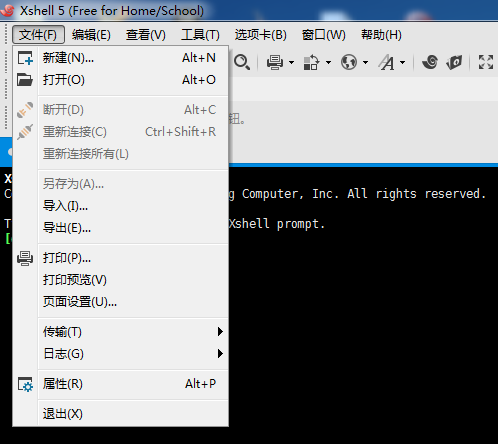 Xshell 5 (Free for Home/School)
文件(F) 编辑(E) 查看(V) 工具(T) 选项卡(B) 窗口(W) 帮助(H)
新建(N)... Alt+N
打开(O) Alt+O
断开(D) Alt+C
钮。
重新连接(C) Ctrl+Shift+R
重新连接所有(L)
另存为(A)...
X
导入(I)...
C g Computer, Inc. All rights reserved.
导出(E)...
T Xshell prompt.
[
打印(P)...
打印预览(V)
页面设置(U)...
传输(T)
日志(G)
属性(R) Alt+P
退出(X)